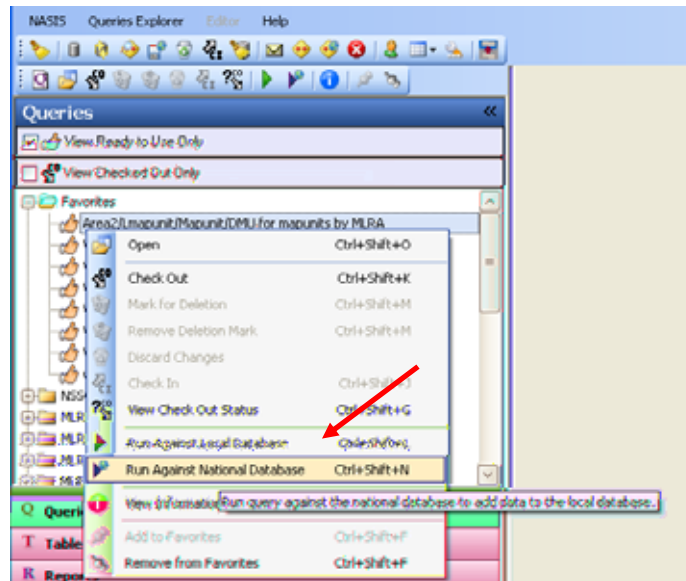 NASIS Queries Explorer Editor Help
Queries
View Ready to Use Only
View Checked Out Only
Favorites
Area2/Lmapunit/Mapunit/DMU for mapunits by MLRA
Open Ctrl+Shift+O
Check Out Ctrl+Shift+K
Mark for Deletion Ctrl+Shift+M
Remove Deletion Mark Ctrl+Shift+M
Discard Changes
Check In
View Check Out Status Ctrl+Shift+G
NSS
MLR
Run Against Local Database
MLR
Run Against National Database Ctrl+Shift+N
MLR
View Informatio
Run query against the national database to add data to the local database.
Q Queri
Add to Favorites Ctrl+Shift+F
T Table
Remove from Favorites Ctrl+Shift+F
R Repor